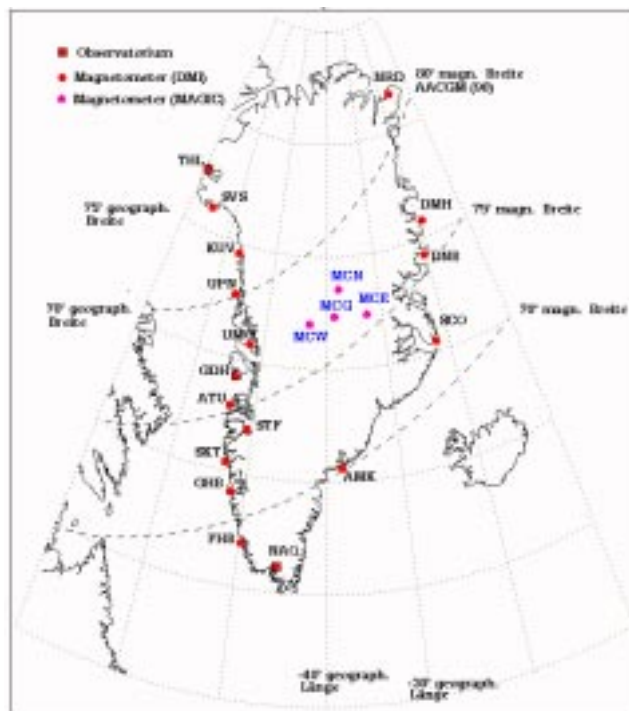 Observatorium
Magnetometer (DMI)
Magnetometer (MAGIC)
NRD
80° magn. Breite
AACGM (90)
THL
SVS
75° geograph.
Breite
DMH
75° magn. Breite
KUV
DNB
UPN
MCN
MCG
MCE
MCW
70° geograph.
Breite
SCO
70° magn. Breite
UMQ
GDH
ATU
STF
SKT
AMK
GHB
FHB
NAQ
-40° geograph.
Länge
-30° geograph.
Länge